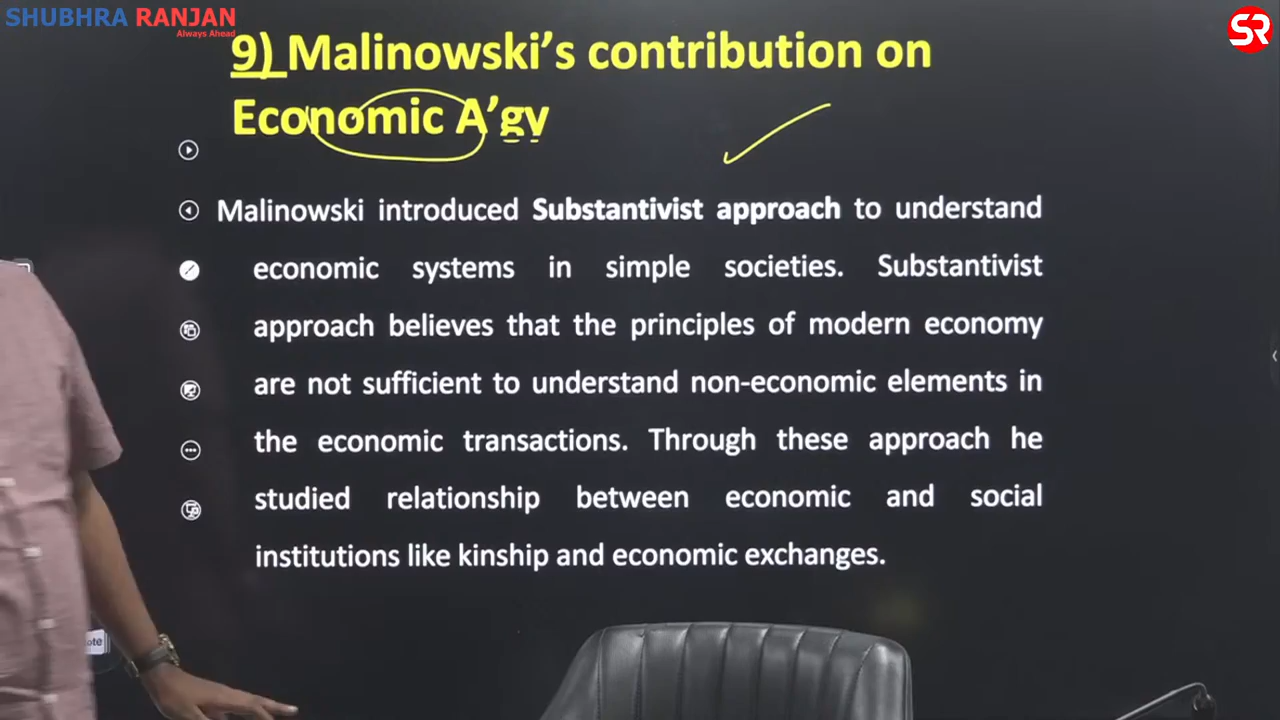 SHUBHRA RANJAN
Always Ahead
SR
9) Malinowski's contribution on
Economic A'gy
Malinowski introduced Substantivist approach to understand
economic systems in simple societies. Substantivist
approach believes that the principles of modern economy
are not sufficient to understand non-economic elements in
the economic transactions. Through these approach he
studied relationship between economic and social
institutions like kinship and economic exchanges.